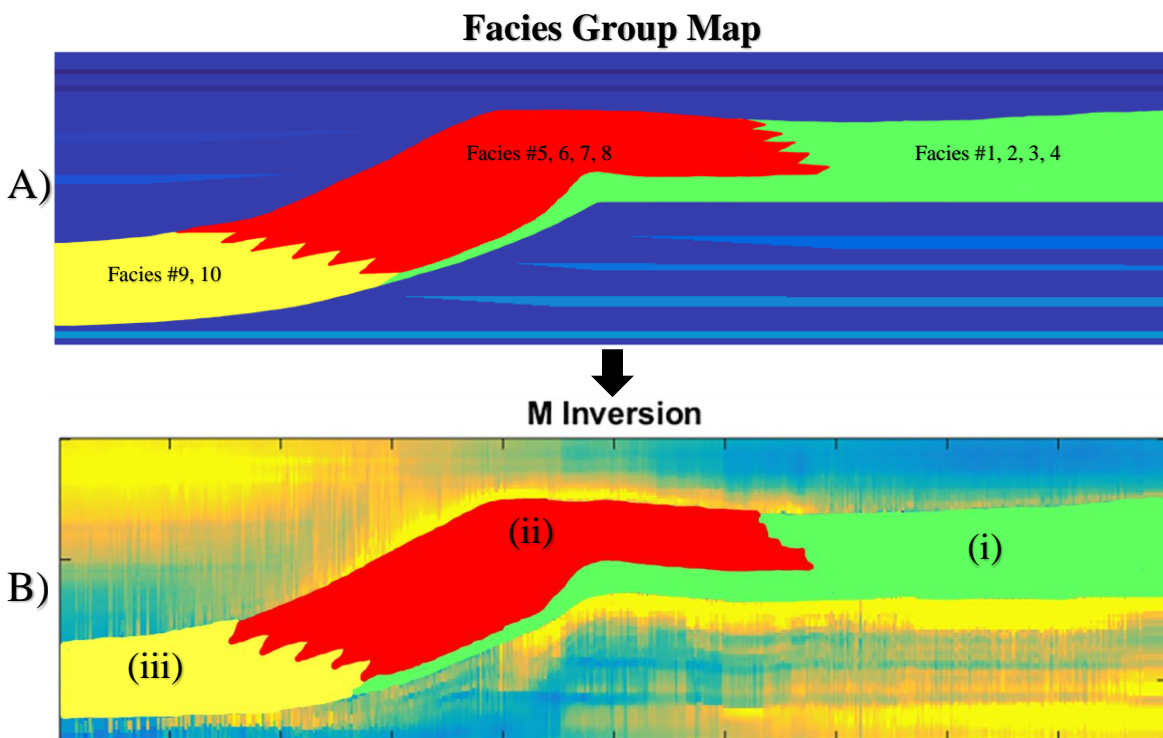 Facies Group Map
A)
Facies #5, 6, 7, 8
Facies #1, 2, 3, 4
Facies #9, 10
M Inversion
B)
(ii)
(i)
(iii)